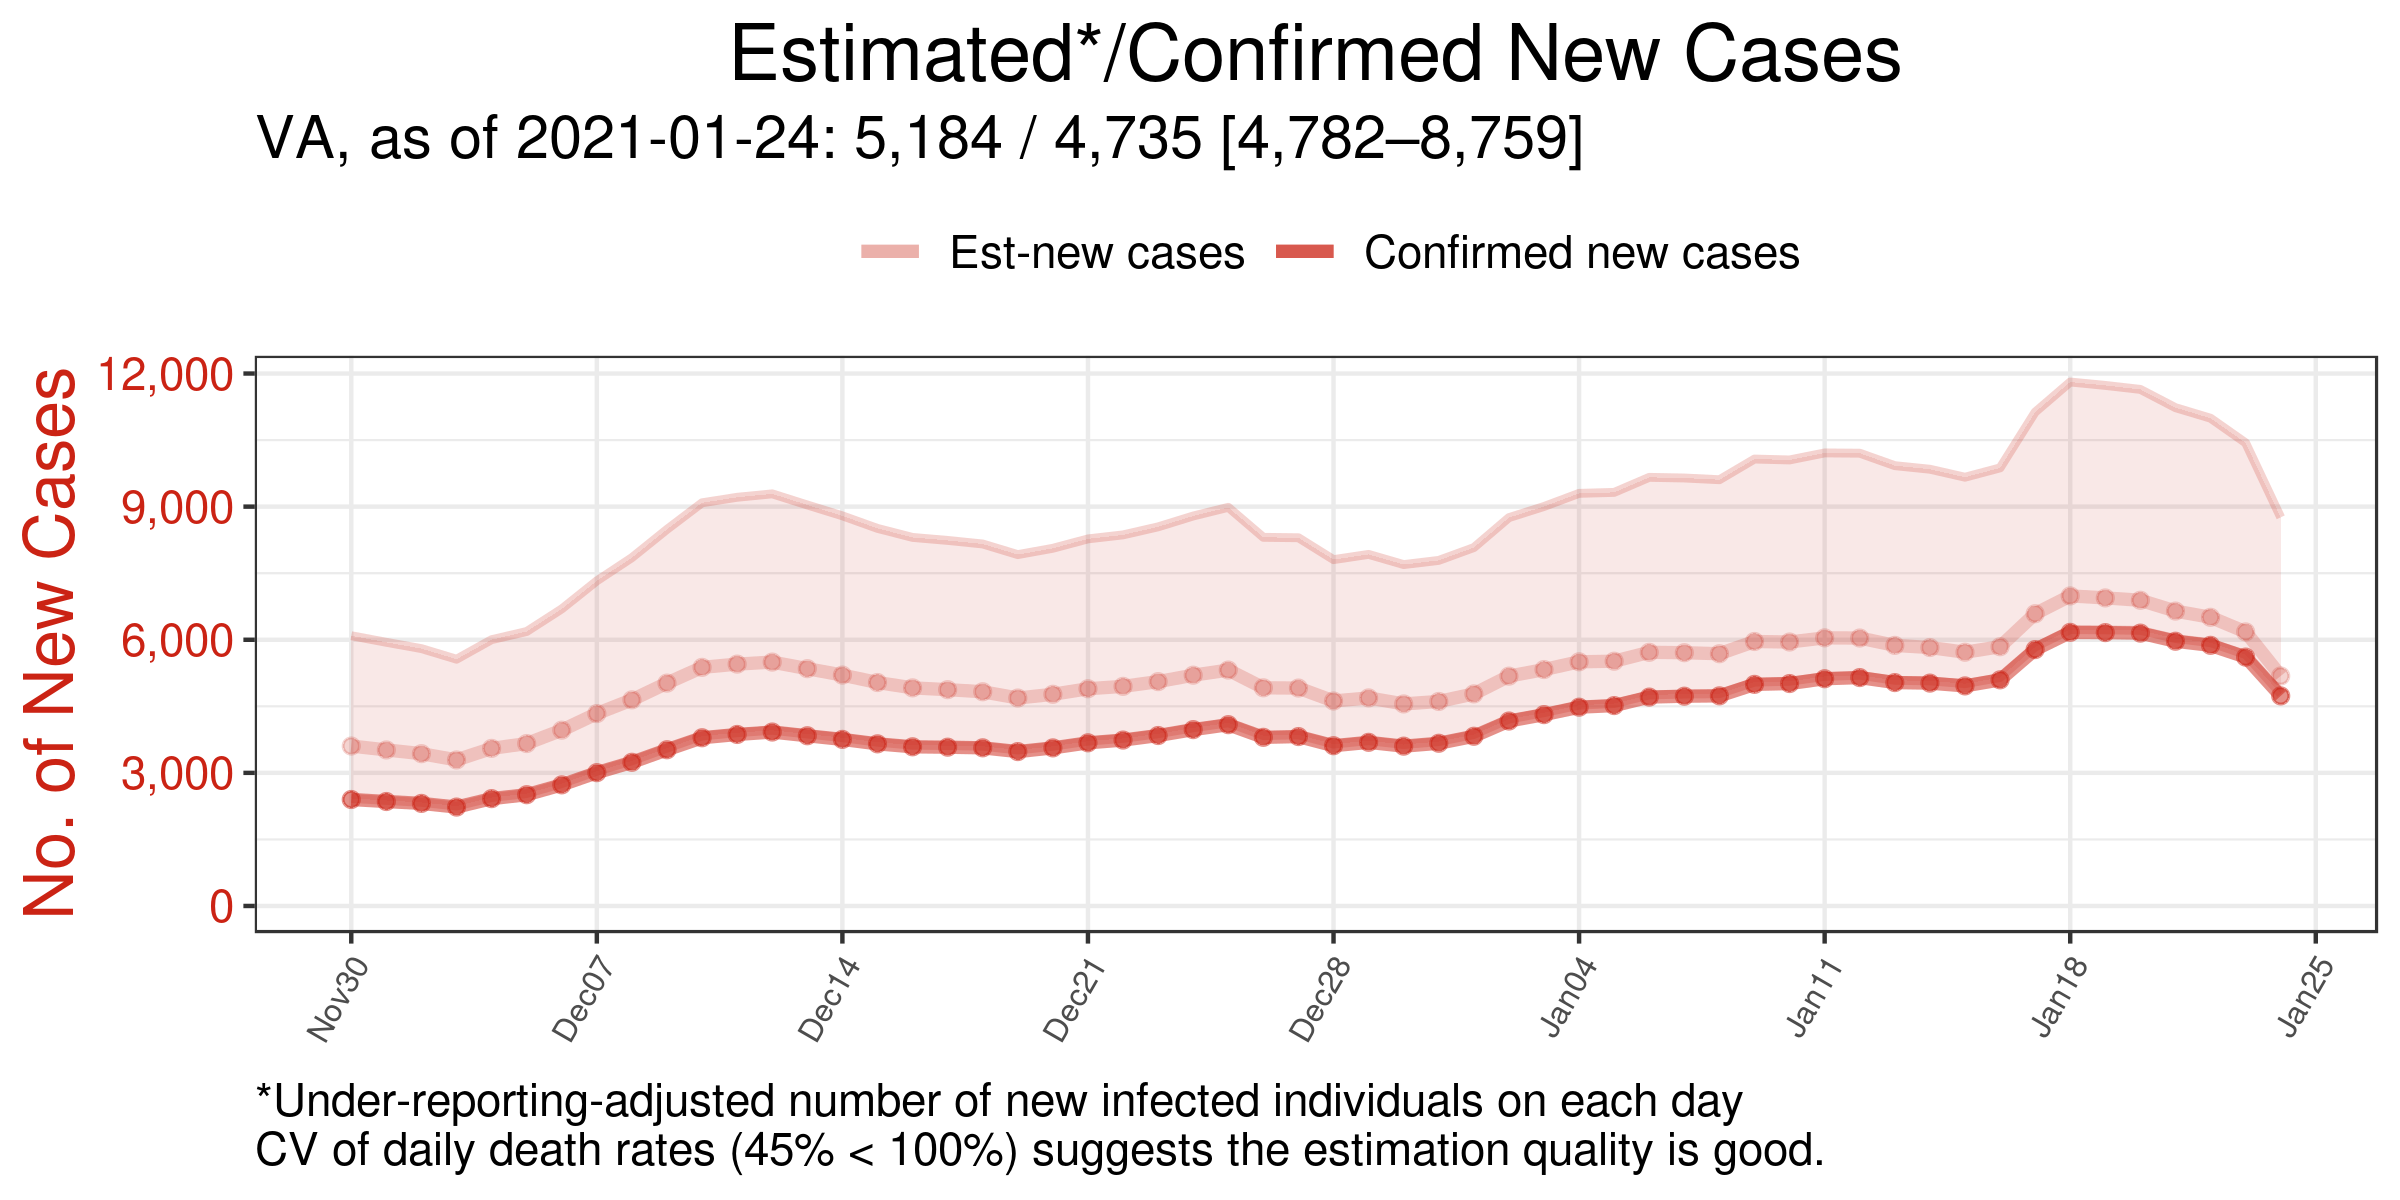 Estimated*/Confirmed New Cases
VA, as of 2021-01-24: 5,184 / 4,735 [4,782–8,759]
Est-new cases
Confirmed new cases
No. of New Cases
12,000
9,000
6,000
3,000
0
Nov30
Dec07
Dec14
Dec21
Dec28
Jan04
Jan11
Jan18
Jan25
*Under-reporting-adjusted number of new infected individuals on each day
CV of daily death rates (45% < 100%) suggests the estimation quality is good.